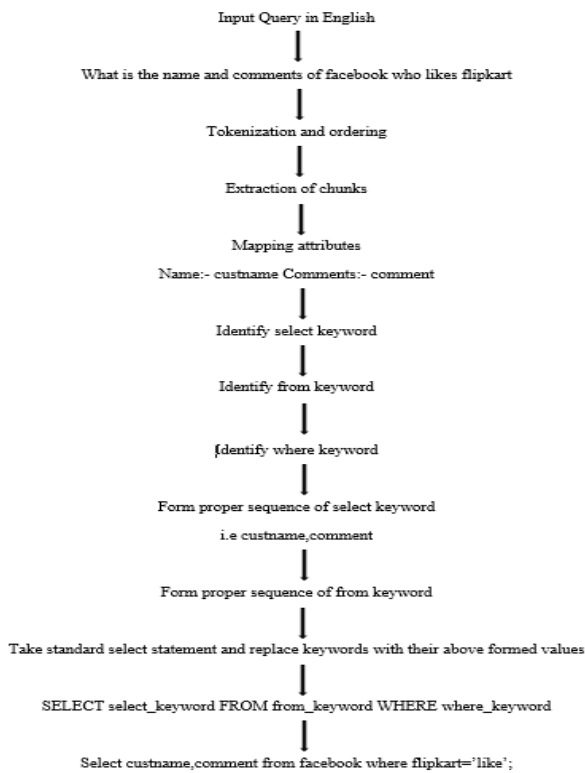 Input Query in English
What is the name and comments of facebook who likes flipkart
Tokenization and ordering
Extraction of chunks
Mapping attributes
Name:- custname Comments:- comment
Identify select keyword
Identify from keyword
Identify where keyword
Form proper sequence of select keyword
i.e custname,comment
Form proper sequence of from keyword
Take standard select statement and replace keywords with their above formed values
SELECT select_keyword FROM from_keyword WHERE where_keyword
Select custname,comment from facebook where flipkart=’like’;